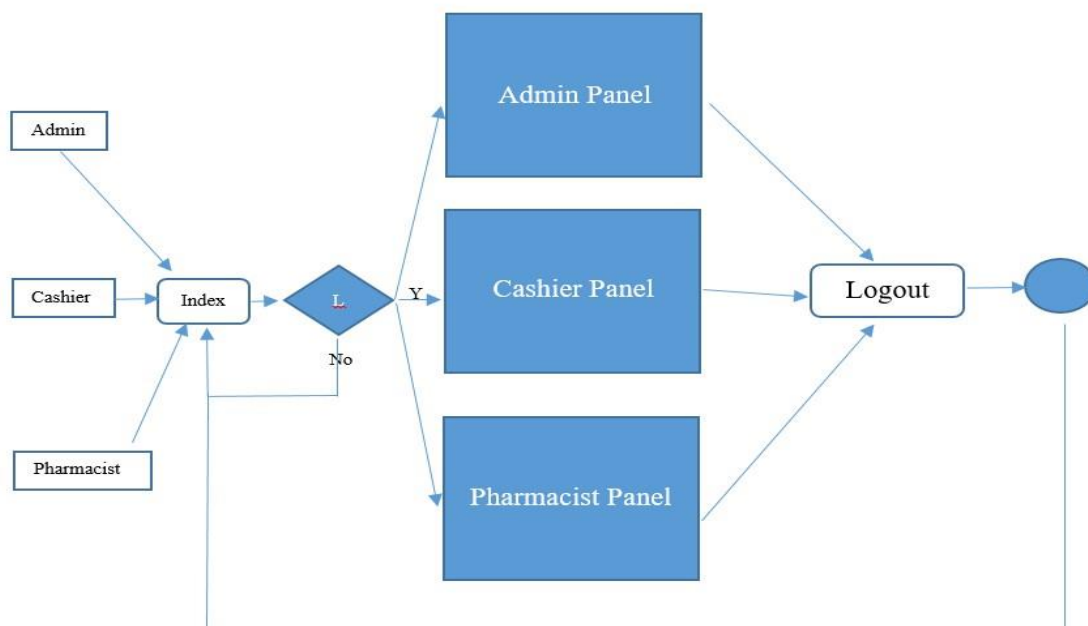 Admin
Cashier
Pharmacist
Index
L
Y
No
Admin Panel
Cashier Panel
Pharmacist Panel
Logout